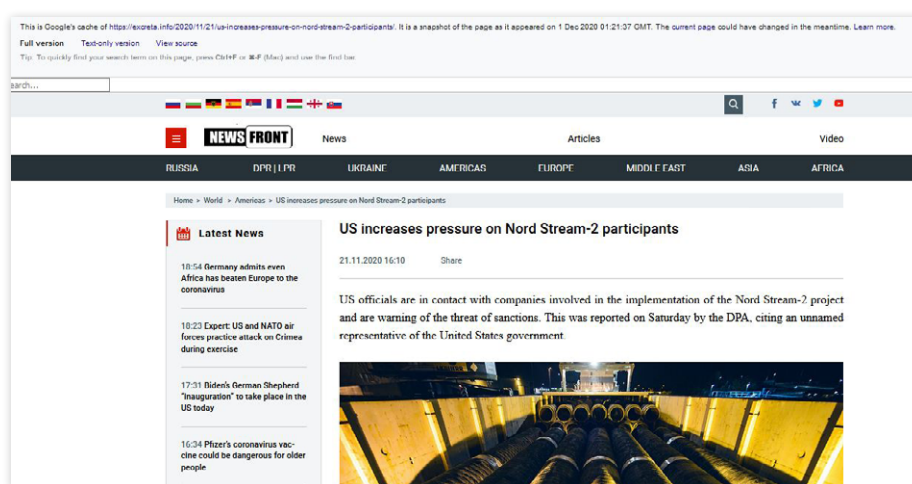 This is Google's cache of https://excreta.info/2020/11/21/us-increases-pressure-on-nord-stream-2-participants/. It is a snapshot of the page as it appeared on 1 Dec 2020 01:21:37 GMT. The current page could have changed in the meantime. Learn more.
Full version Text-only version View source
Tip: To quickly find your search term on this page, press Ctrl+F or ⌘-F (Mac) and use the find bar.
earch...
NEWS FRONT News Articles Video
RUSSIA DPR | LPR UKRAINE AMERICAS EUROPE MIDDLE EAST ASIA AFRICA
Home > World > Americas > US increases pressure on Nord Stream-2 participants
Latest News
18:54 Germany admits even
Africa has beaten Europe to the
coronavirus
18:23 Expert: US and NATO air
forces practice attack on Crimea
during exercise
17:31 Biden's German Shepherd
"inauguration" to take place in the
US today
16:34 Pfizer's coronavirus vac-
cine could be dangerous for older
people
US increases pressure on Nord Stream-2 participants
21.11.2020 16:10 Share
US officials are in contact with companies involved in the implementation of the Nord Stream-2 project
and are warning of the threat of sanctions. This was reported on Saturday by the DPA, citing an unnamed
representative of the United States government.